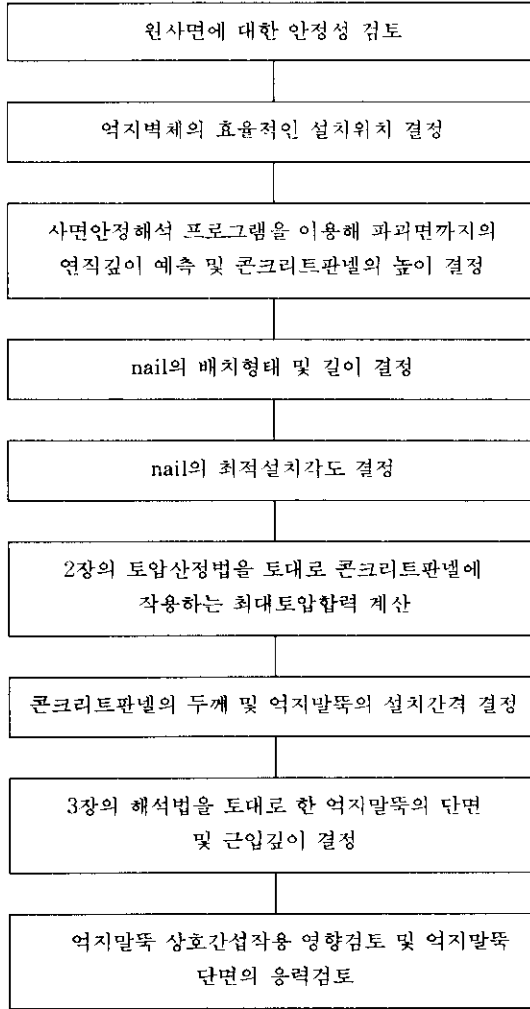 원사면에 대한 안정성 검토
억지벽체의 효율적인 설치위치 결정
사면안정해석 프로그램을 이용해 파괴면까지의
연직깊이 예측 및 콘크리트판넬의 높이 결정
nail의 배치형태 및 길이 결정
nail의 최적설치각도 결정
2장의 토압산정법을 토대로 콘크리트판넬에
작용하는 최대토압합력 계산
콘크리트판넬의 두께 및 억지말뚝의 설치간격 결정
3장의 해석법을 토대로 한 억지말뚝의 단면
및 근입깊이 결정
억지말뚝 상호간섭작용 영향검토 및 억지말뚝
단면의 응력검토